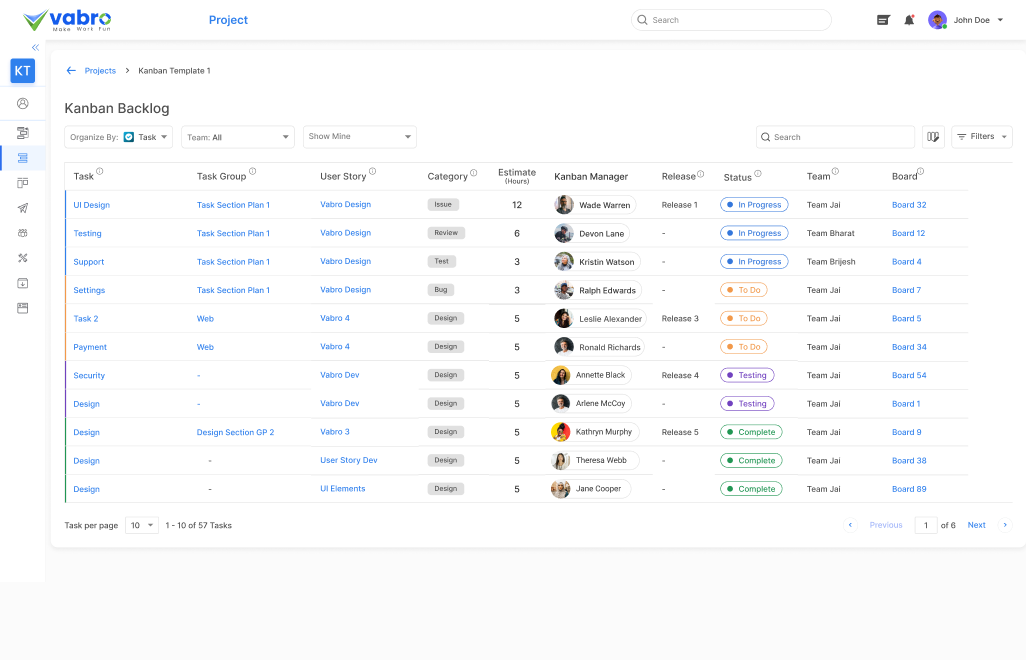 vabro
Make Work Fun
Project
Search
John Doe
KT
Projects > Kanban Template 1
Kanban Backlog
Organize By: Task
Team: All
Show Mine
Search
Filters
Task Task Group User Story Category Estimate (Hours) Kanban Manager Release Status Team Board
UI Design Task Section Plan 1 Vabro Design Issue 12 Wade Warren Release 1 In Progress Team Jai Board 32
Testing Task Section Plan 1 Vabro Design Review 6 Devon Lane - In Progress Team Bharat Board 12
Support Task Section Plan 1 Vabro Design Test 3 Kristin Watson - In Progress Team Brijesh Board 4
Settings Task Section Plan 1 Vabro Design Bug 3 Ralph Edwards - To Do Team Jai Board 7
Task 2 Web Vabro 4 Design 5 Leslie Alexander Release 3 To Do Team Jai Board 5
Payment Web Vabro 4 Design 5 Ronald Richards - To Do Team Jai Board 34
Security - Vabro Dev Design 5 Annette Black Release 4 Testing Team Jai Board 54
Design - Vabro Dev Design 5 Arlene McCoy - Testing Team Jai Board 1
Design Design Section GP 2 Vabro 3 Design 5 Kathryn Murphy Release 5 Complete Team Jai Board 9
Design - User Story Dev Design 5 Theresa Webb - Complete Team Jai Board 38
Design - UI Elements Design 5 Jane Cooper - Complete Team Jai Board 89
Task per page 10 1 - 10 of 57 Tasks
< Previous 1 of 6 Next >